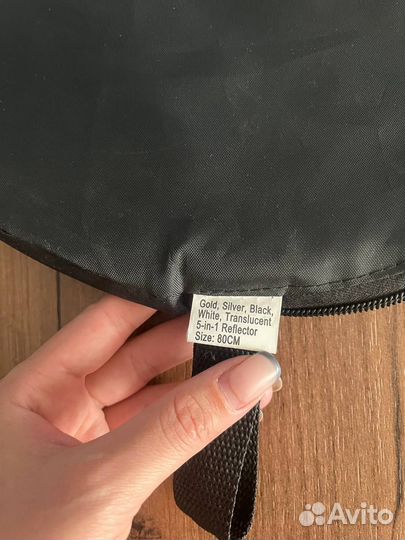 Gold, Silver, Black,
White, Translucent
5-in-1 Reflector
Size: 80CM
Avito